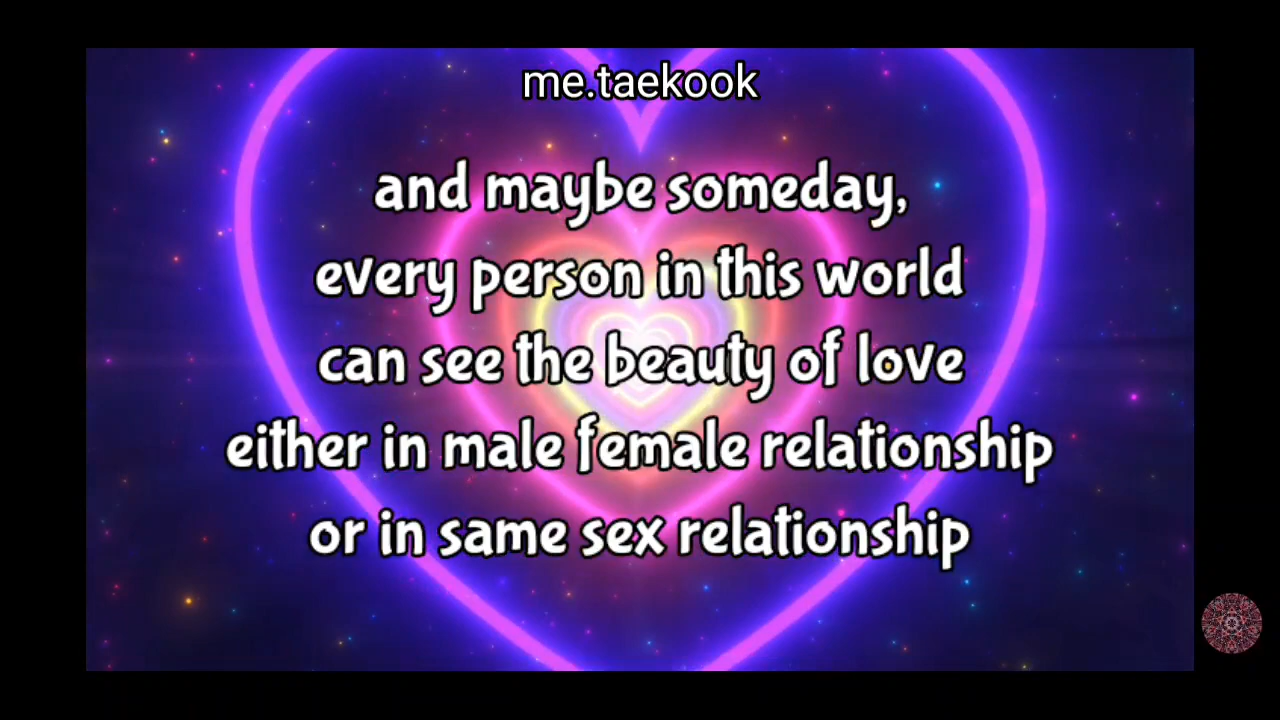 me.taekook
and maybe someday,
every person in this world
can see the beauty of love
either in male female relationship
or in same sex relationship